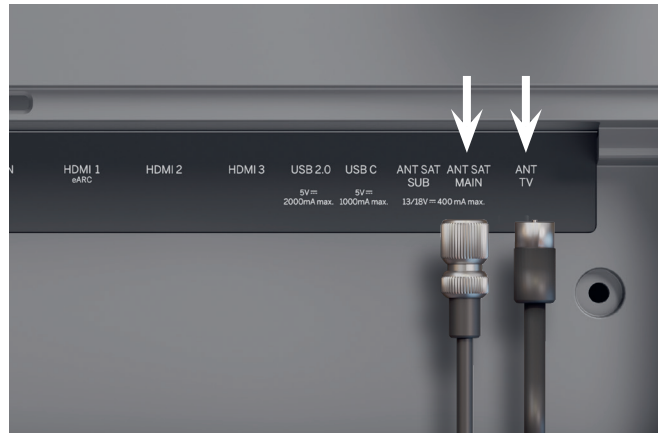 N
HDMI 1
eARC
HDMI 2
HDMI 3
USB 2.0
5V⎓
2000mA max.
USB C
5V⎓
1000mA max.
ANT SAT
SUB
ANT SAT
MAIN
13/18V⎓400 mA max.
ANT
TV